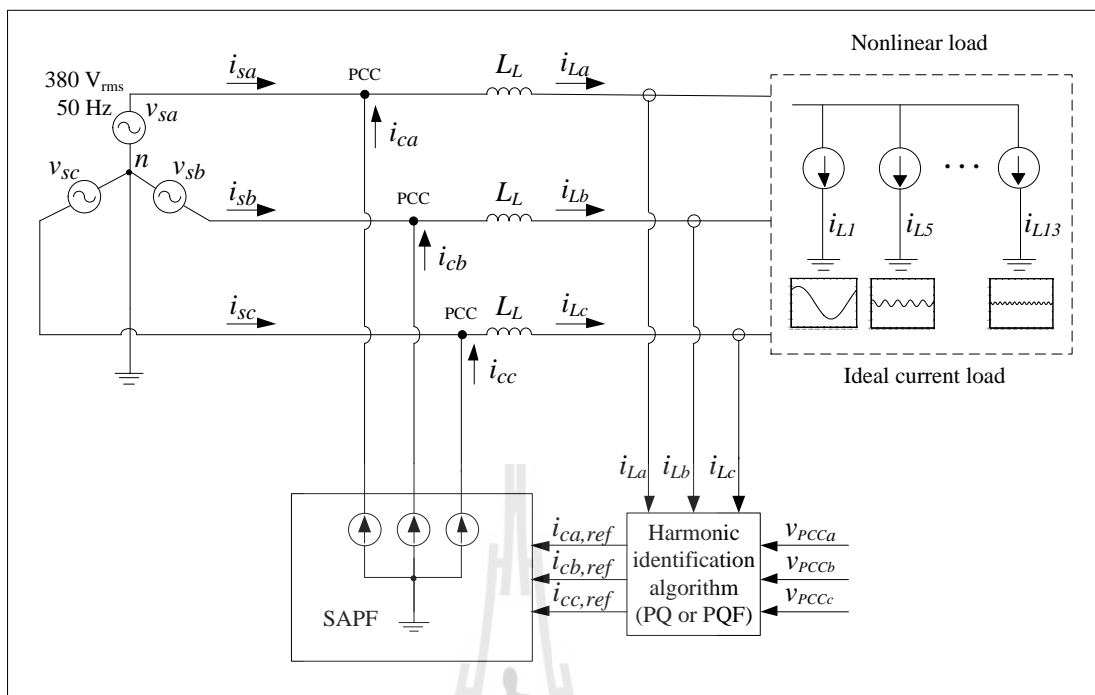 Nonlinear load
380 Vrms
50 Hz
isa
PCC
LL
iLa
vsa
ica
n
vsc
vsb
isb
PCC
LL
iLb
iL1
iL5
. . .
iL13
icb
isc
PCC
LL
iLc
icc
Ideal current load
iLa
iLb
iLc
ica,ref
icb,ref
icc,ref
Harmonic
identification
algorithm
(PQ or PQF)
vPCCa
vPCCb
vPCCc
SAPF